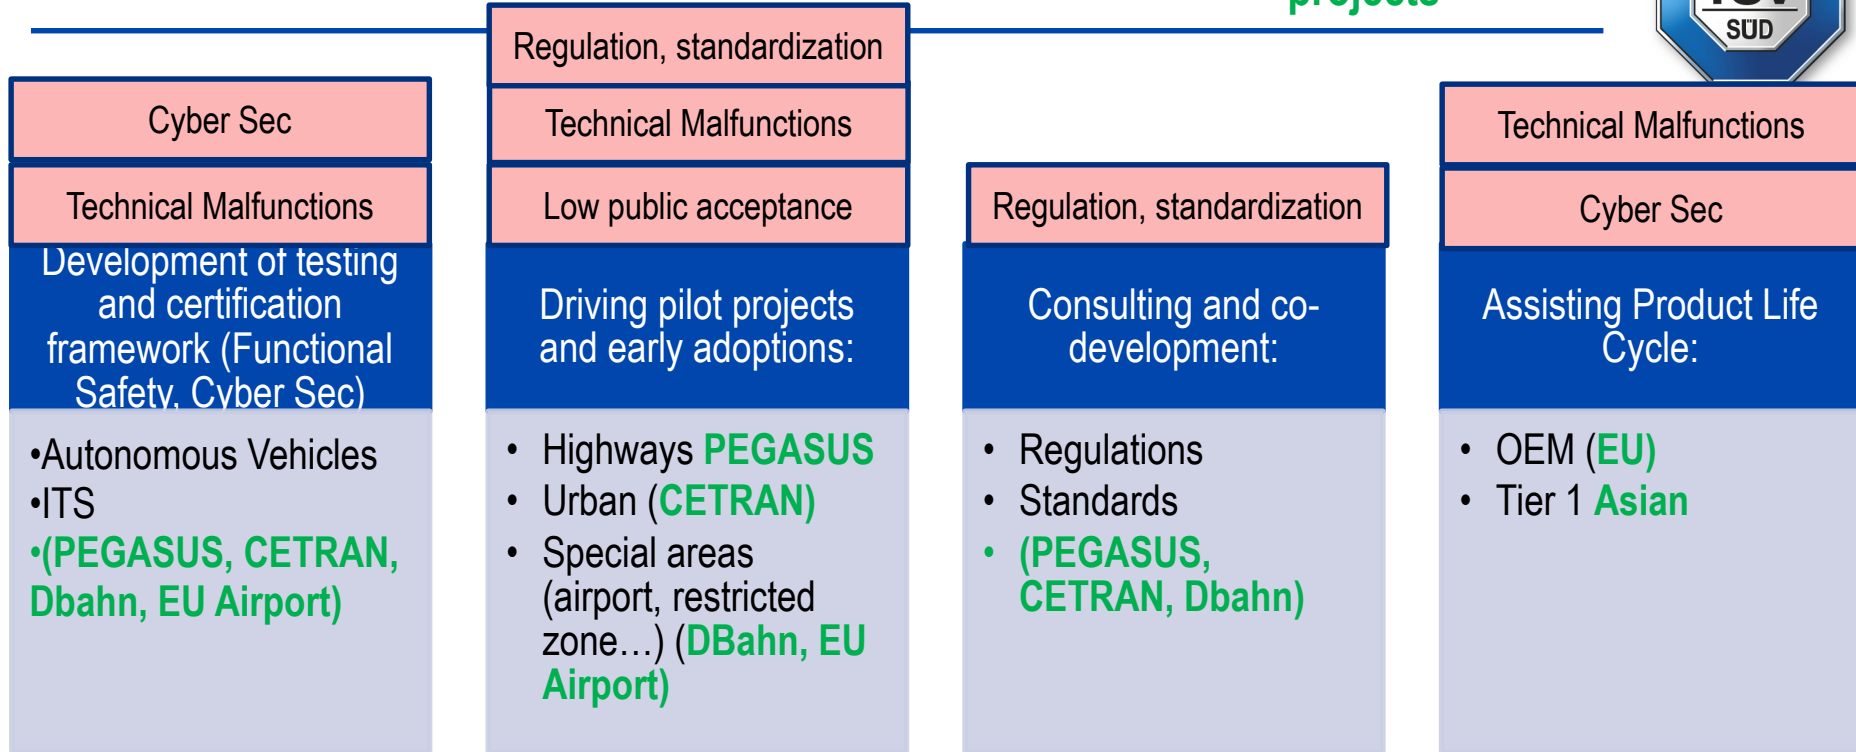 projects
SÜD
Regulation, standardization
Cyber Sec
Technical Malfunctions
Technical Malfunctions
Technical Malfunctions
Low public acceptance
Regulation, standardization
Cyber Sec
Development of testing
and certification
framework (Functional
Safety, Cyber Sec)
•Autonomous Vehicles
•ITS
•(PEGASUS, CETRAN,
Dbahn, EU Airport)
Driving pilot projects
and early adoptions:
• Highways PEGASUS
• Urban (CETRAN)
• Special areas
(airport, restricted
zone…) (DBahn, EU
Airport)
Consulting and co-
development:
• Regulations
• Standards
• (PEGASUS,
CETRAN, Dbahn)
Assisting Product Life
Cycle:
• OEM (EU)
• Tier 1 Asian